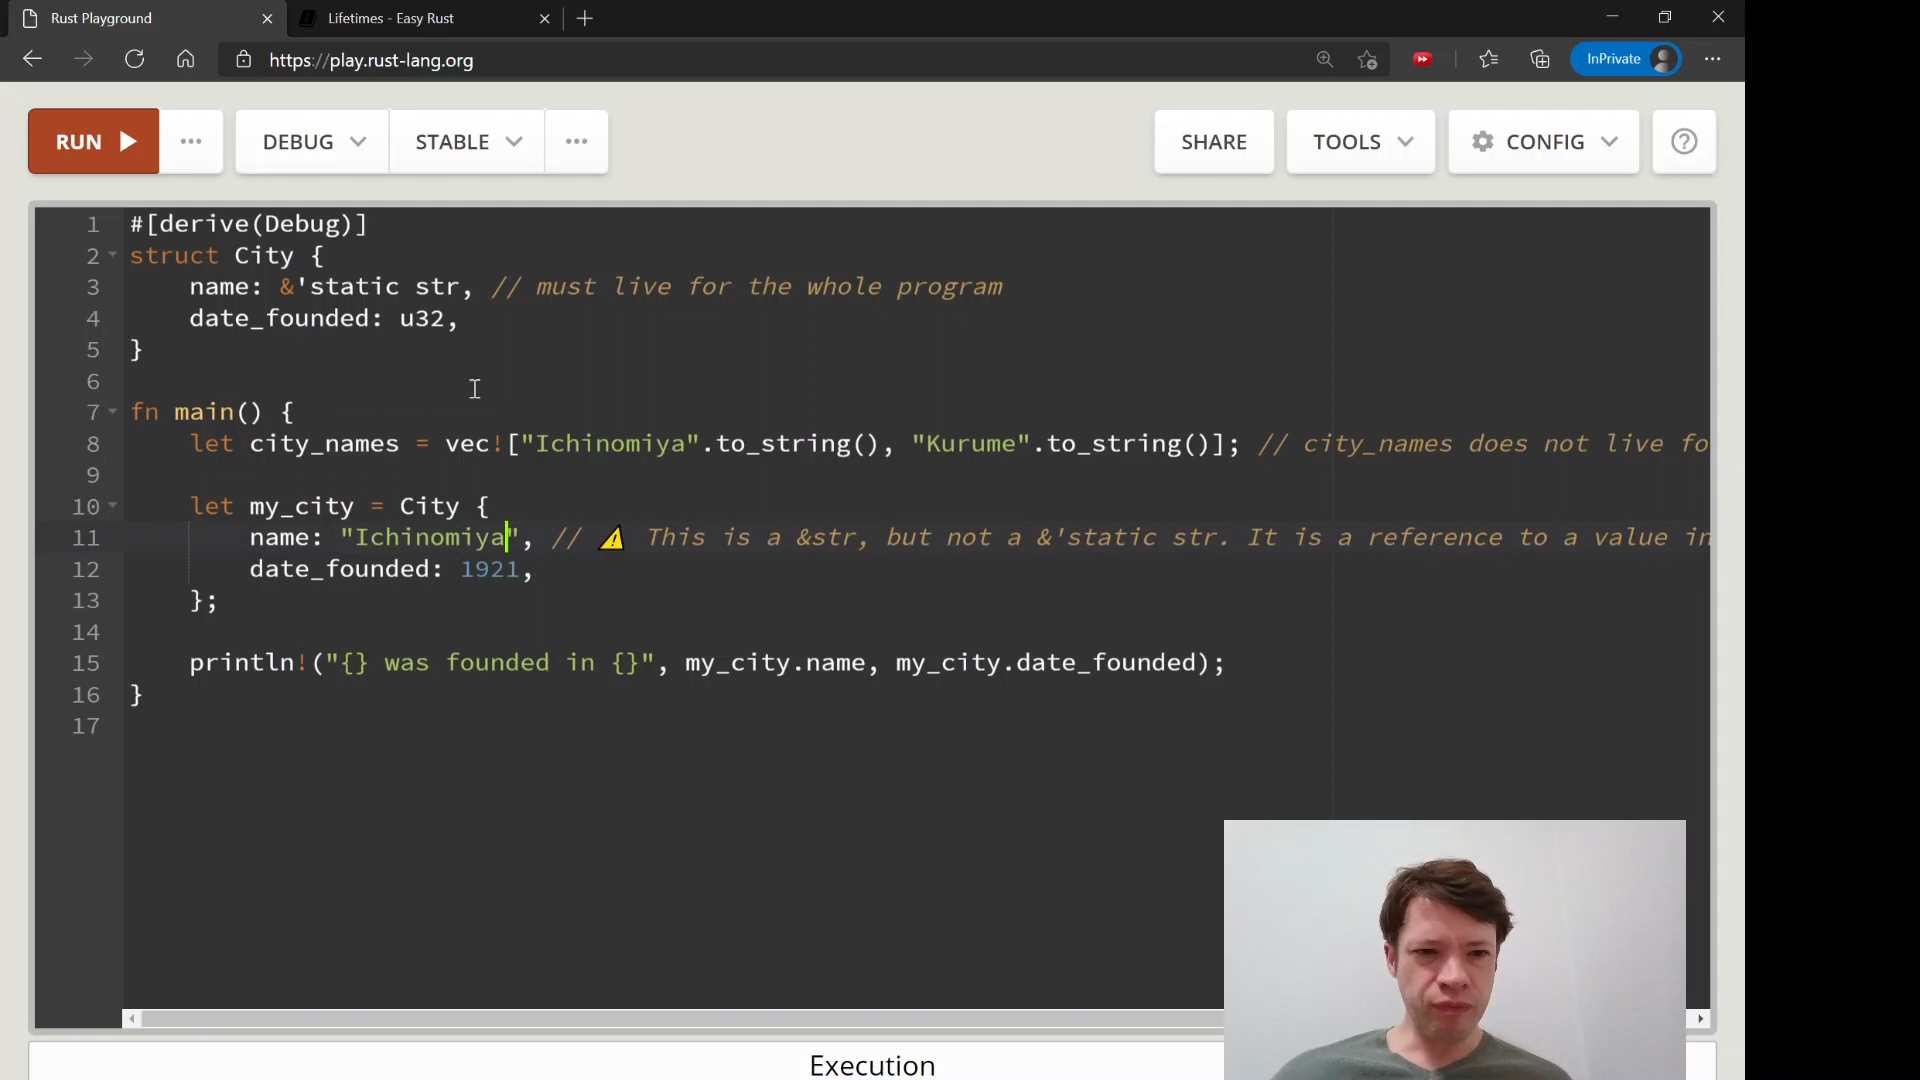 Rust Playground
Lifetimes - Easy Rust
https://play.rust-lang.org
InPrivate
RUN
DEBUG
STABLE
SHARE
TOOLS
CONFIG
1 #[derive(Debug)]
2 struct City {
3 name: &'static str, // must live for the whole program
4 date_founded: u32,
5 }
6
7 fn main() {
8 let city_names = vec!["Ichinomiya".to_string(), "Kurume".to_string()]; // city_names does not live fo
9
10 let my_city = City {
11 name: "Ichinomiya", // ⚠️ This is a &str, but not a &'static str. It is a reference to a value in
12 date_founded: 1921,
13 };
14
15 println!("{} was founded in {}", my_city.name, my_city.date_founded);
16 }
17
Execution